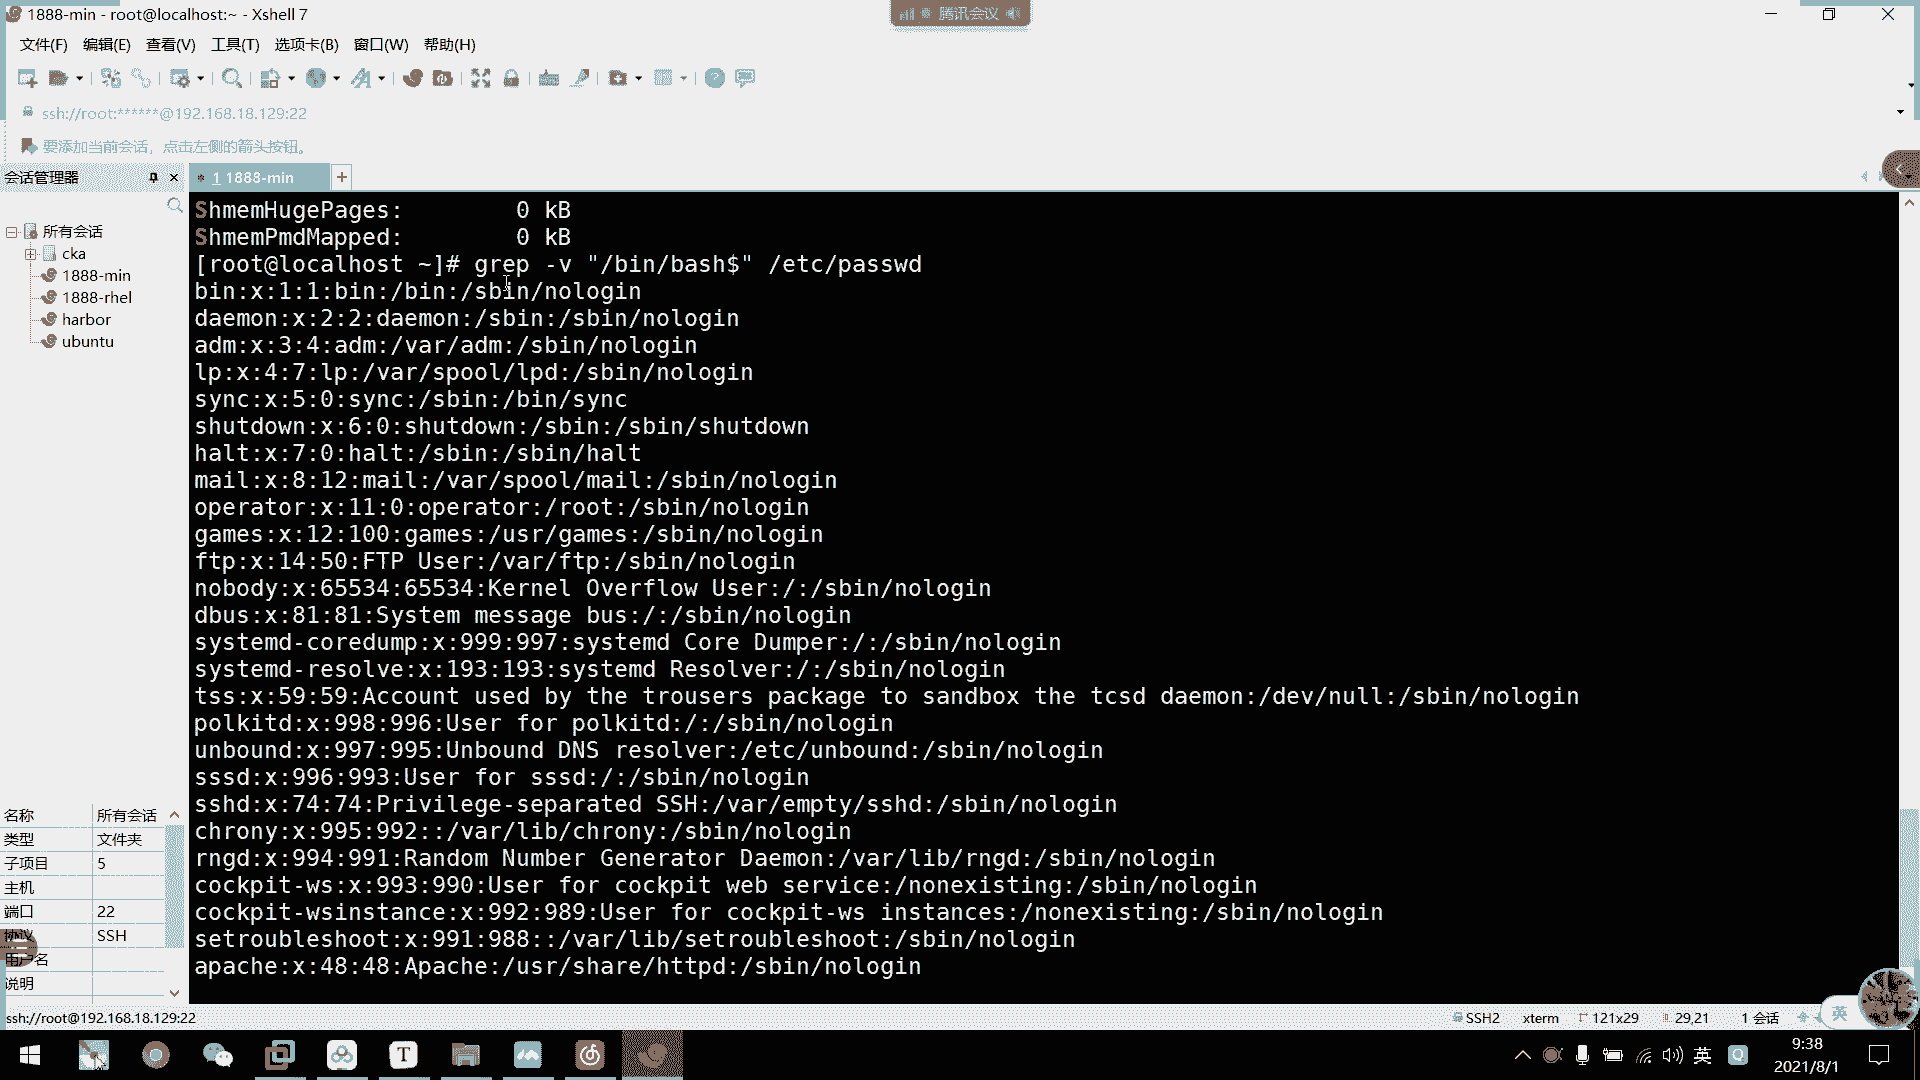 1888-min - root@localhost:~ - Xshell 7
腾讯会议
文件(F) 编辑(E) 查看(V) 工具(T) 选项卡(B) 窗口(W) 帮助(H)
ssh://root:******@192.168.18.129:22
要添加当前会话，点击左侧的箭头按钮。
会话管理器
1 1888-min
所有会话
cka
1888-min
1888-rhel
harbor
ubuntu
ShmemHugePages:        0 kB
ShmemPmdMapped:        0 kB
[root@localhost ~]# grep -v "/bin/bash$" /etc/passwd
bin:x:1:1:bin:/bin:/sbin/nologin
daemon:x:2:2:daemon:/sbin:/sbin/nologin
adm:x:3:4:adm:/var/adm:/sbin/nologin
lp:x:4:7:lp:/var/spool/lpd:/sbin/nologin
sync:x:5:0:sync:/sbin:/bin/sync
shutdown:x:6:0:shutdown:/sbin:/sbin/shutdown
halt:x:7:0:halt:/sbin:/sbin/halt
mail:x:8:12:mail:/var/spool/mail:/sbin/nologin
operator:x:11:0:operator:/root:/sbin/nologin
games:x:12:100:games:/usr/games:/sbin/nologin
ftp:x:14:50:FTP User:/var/ftp:/sbin/nologin
nobody:x:65534:65534:Kernel Overflow User:/:/sbin/nologin
dbus:x:81:81:System message bus:/:/sbin/nologin
systemd-coredump:x:999:997:systemd Core Dumper:/:/sbin/nologin
systemd-resolve:x:193:193:systemd Resolver:/:/sbin/nologin
tss:x:59:59:Account used by the trousers package to sandbox the tcsd daemon:/dev/null:/sbin/nologin
polkitd:x:998:996:User for polkitd:/:/sbin/nologin
unbound:x:997:995:Unbound DNS resolver:/etc/unbound:/sbin/nologin
sssd:x:996:993:User for sssd:/:/sbin/nologin
sshd:x:74:74:Privilege-separated SSH:/var/empty/sshd:/sbin/nologin
chrony:x:995:992::/var/lib/chrony:/sbin/nologin
rngd:x:994:991:Random Number Generator Daemon:/var/lib/rngd:/sbin/nologin
cockpit-ws:x:993:990:User for cockpit web service:/nonexisting:/sbin/nologin
cockpit-wsinstance:x:992:989:User for cockpit-ws instances:/nonexisting:/sbin/nologin
setroubleshoot:x:991:988::/var/lib/setroubleshoot:/sbin/nologin
apache:x:48:48:Apache:/usr/share/httpd:/sbin/nologin
名称 所有会话
类型 文件夹
子项目 5
主机
端口 22
协议 SSH
用户名
说明
ssh://root@192.168.18.129:22
SSH2 xterm 121x29 29,21 1 会话
英
T
英
9:38
2021/8/1